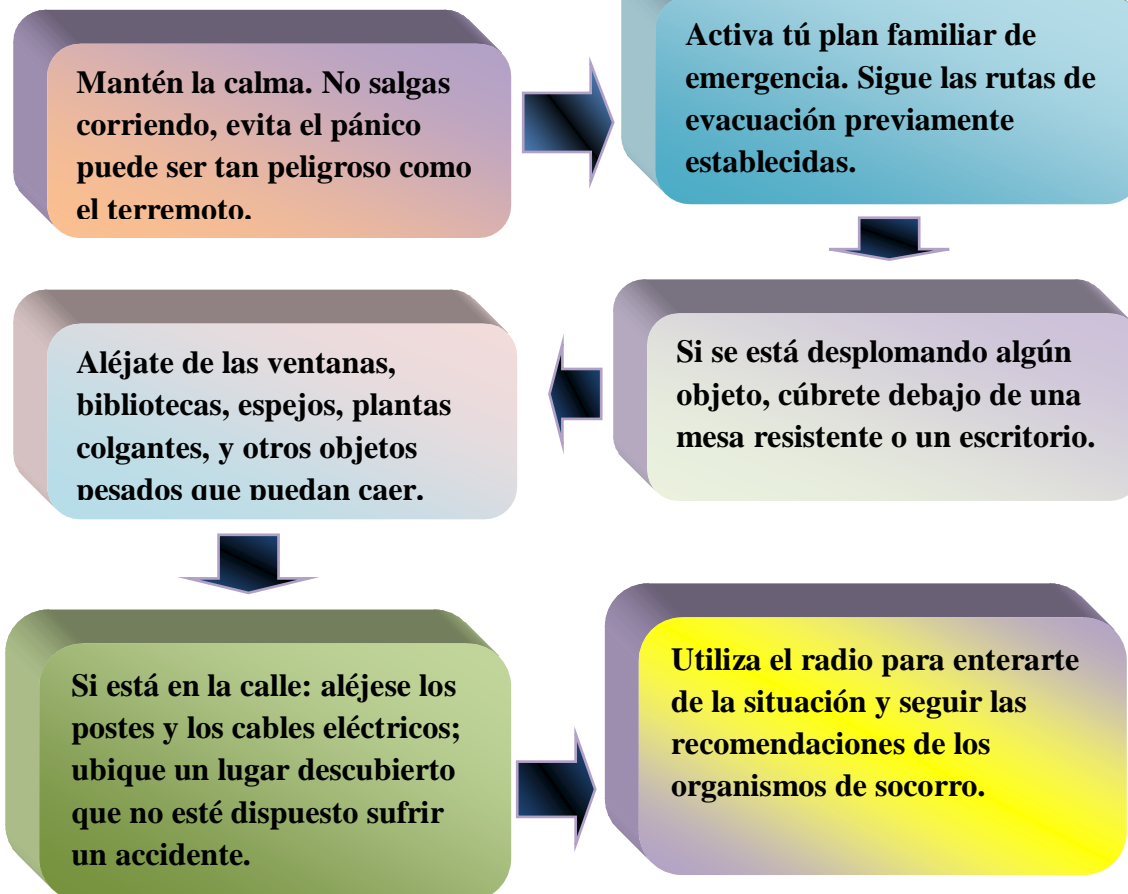 Mantén la calma. No salgas
corriendo, evita el pánico
puede ser tan peligroso como
el terremoto.
Activa tú plan familiar de
emergencia. Sigue las rutas de
evacuación previamente
establecidas.
Si se está desplomando algún
objeto, cúbrete debajo de una
mesa resistente o un escritorio.
Aléjate de las ventanas,
bibliotecas, espejos, plantas
colgantes, y otros objetos
pesados que puedan caer.
Si está en la calle: aléjese los
postes y los cables eléctricos;
ubique un lugar descubierto
que no esté dispuesto sufrir
un accidente.
Utiliza el radio para enterarte
de la situación y seguir las
recomendaciones de los
organismos de socorro.